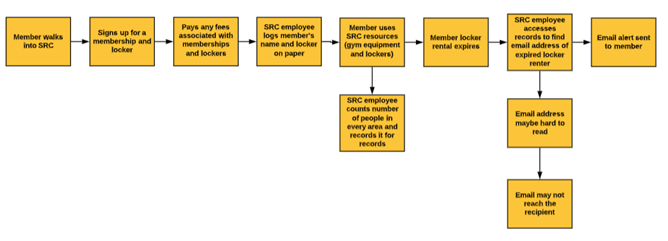 Member walks
into SRC
Signs up for a
membership and
locker
Pays any fees
associated with
memberships
and lockers
SRC employee
logs member's
name and locker
on paper
Member uses
SRC resources
(gym equipment
and lockers)
Member locker
rental expires
SRC employee
accesses
records to find
email address of
expired locker
renter
Email alert sent
to member
SRC employee
counts number
of people in
every area and
records it for
records
Email address
maybe hard to
read
Email may not
reach the
recipient